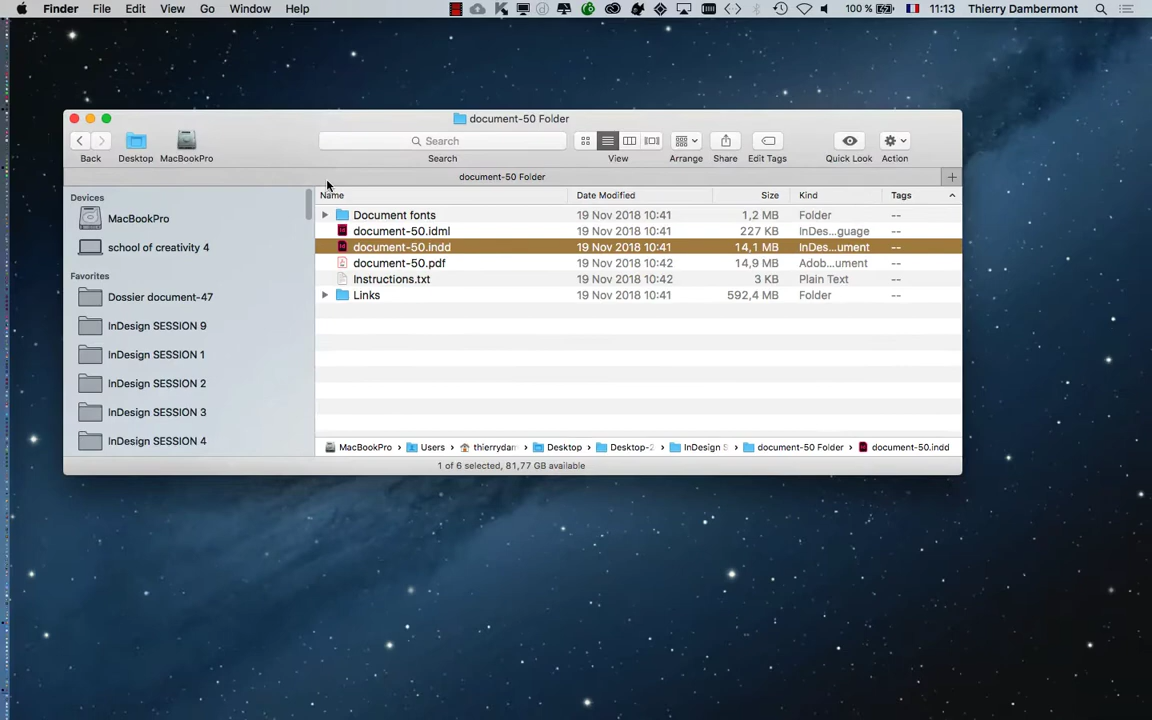 Finder File Edit View Go Window Help 100 % 11:13 Thierry Dambermont
document-50 Folder
Search
Back Desktop MacBookPro Search View Arrange Share Edit Tags Quick Look Action
document-50 Folder
Devices
MacBookPro
school of creativity 4
Favorites
Dossier document-47
InDesign SESSION 9
InDesign SESSION 1
InDesign SESSION 2
InDesign SESSION 3
InDesign SESSION 4
Name Date Modified Size Kind Tags
Document fonts 19 Nov 2018 10:41 1,2 MB Folder --
document-50.idml 19 Nov 2018 10:41 227 KB InDes...guage --
document-50.indd 19 Nov 2018 10:41 14,1 MB InDes...ument --
document-50.pdf 19 Nov 2018 10:42 14,9 MB Adob...ument --
Instructions.txt 19 Nov 2018 10:42 3 KB Plain Text --
Links 19 Nov 2018 10:41 592,4 MB Folder --
MacBookPro Users thierrydam Desktop Desktop-2 InDesign S document-50 Folder document-50.indd
1 of 6 selected, 81,77 GB available